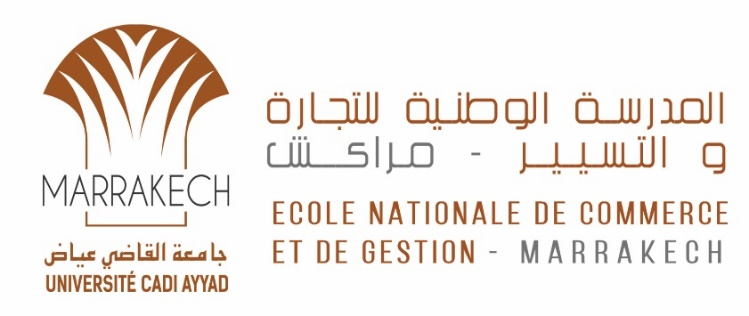 MARRAKECH
جامعة القاضي عياض
UNIVERSITÉ CADI AYYAD
المدرسة الوطنية للتجارة
و التسيير - مراكش
ECOLE NATIONALE DE COMMERCE
ET DE GESTION - MARRAKECH